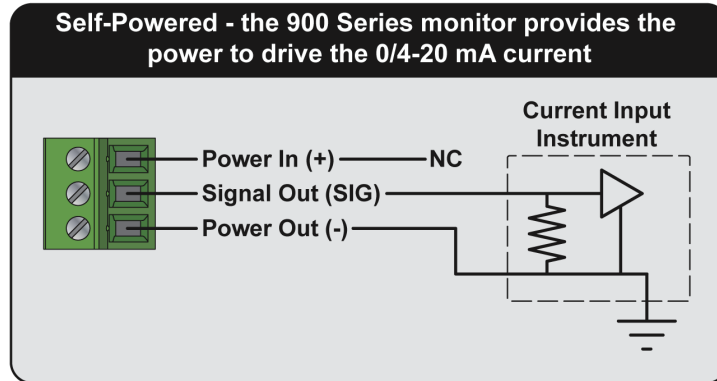 Self-Powered - the 900 Series monitor provides the
power to drive the 0/4-20 mA current
Current Input
Instrument
Power In (+) NC
Signal Out (SIG)
Power Out (-)